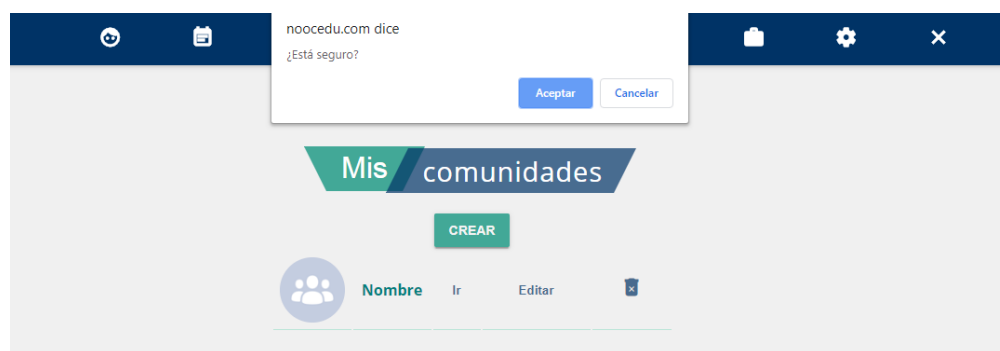 noocedu.com dice
¿Está seguro?
Aceptar Cancelar
Mis comunidades
CREAR
Nombre Ir Editar